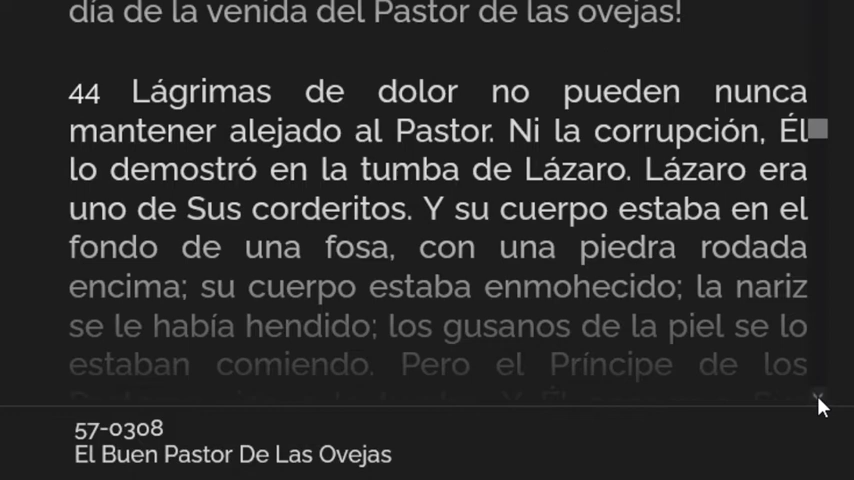 día de la venida del Pastor de las ovejas!
44 Lágrimas de dolor no pueden nunca
mantener alejado al Pastor. Ni la corrupción, Él
lo demostró en la tumba de Lázaro. Lázaro era
uno de Sus corderitos. Y su cuerpo estaba en el
fondo de una fosa, con una piedra rodada
encima; su cuerpo estaba enmohecido; la nariz
se le había hendido; los gusanos de la piel se lo
estaban comiendo. Pero el Príncipe de los
57-0308
El Buen Pastor De Las Ovejas